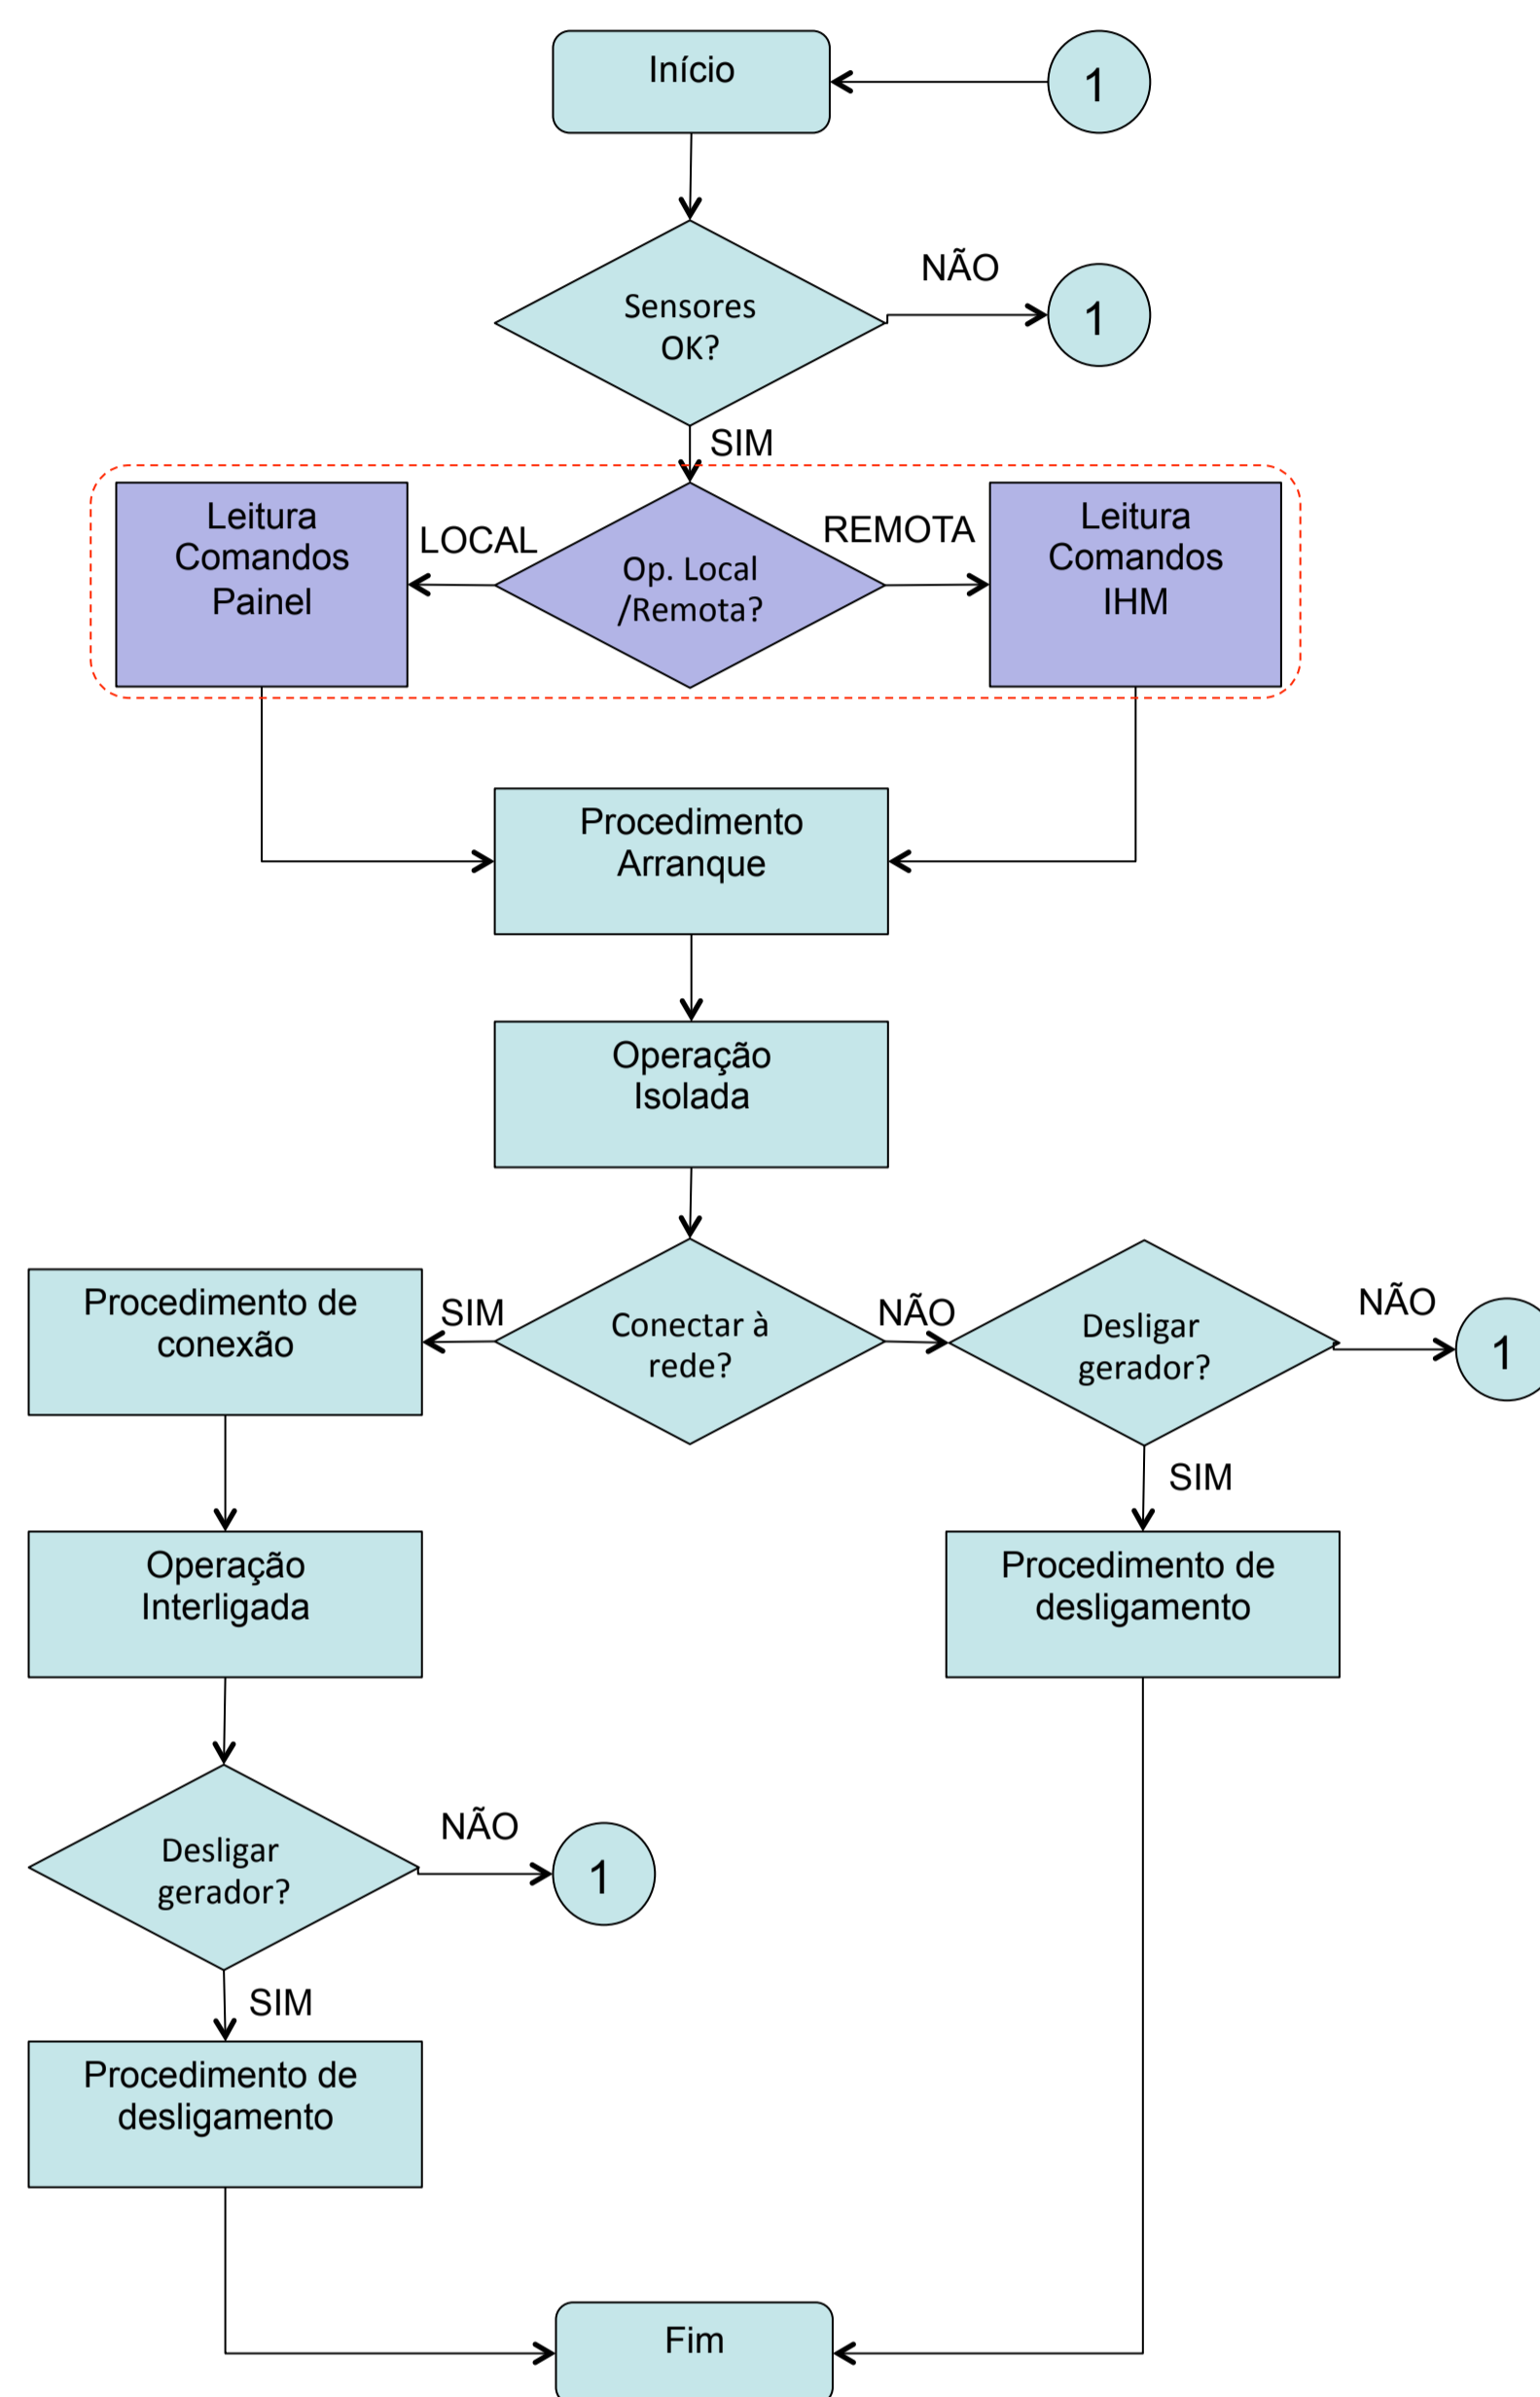 Início
1
Sensores
OK?
NÃO
1
SIM
Leitura
Comandos
Painel
LOCAL
Op. Local
/Remota?
REMOTA
Leitura
Comandos
IHM
Procedimento
Arranque
Operação
Isolada
Procedimento de
conexão
SIM
Conectar à
rede?
NÃO
Desligar
gerador?
NÃO
1
SIM
Operação
Interligada
Procedimento de
desligamento
Desligar
gerador?
NÃO
1
SIM
Procedimento de
desligamento
Fim